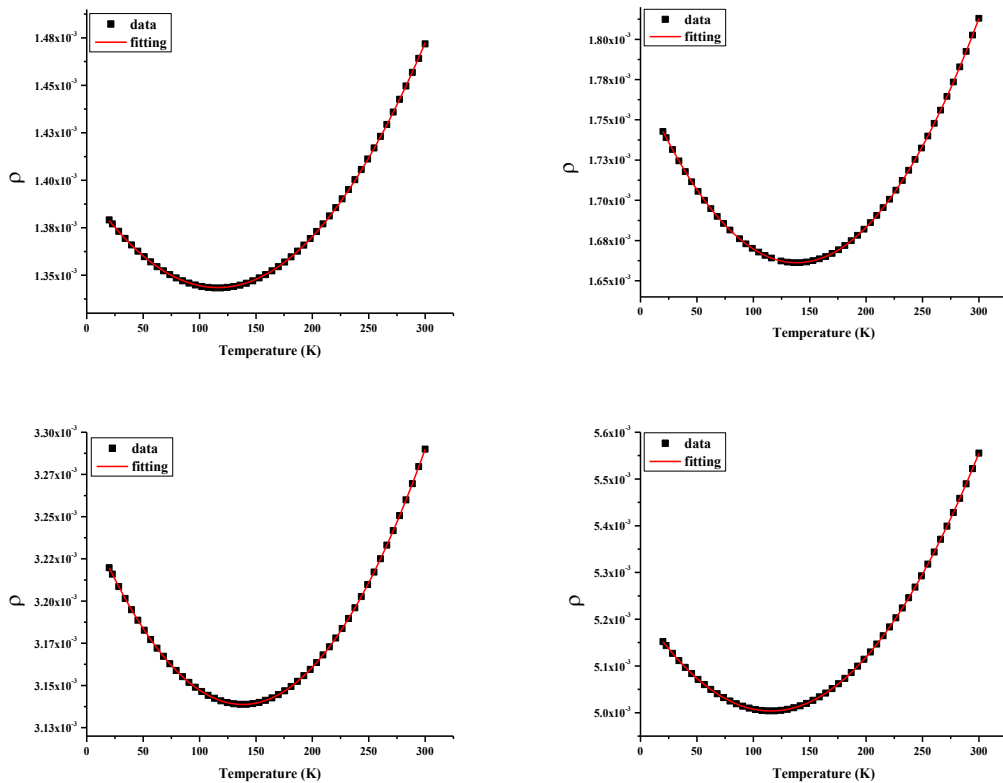 data
fitting
1.48x10⁻³
1.45x10⁻³
1.43x10⁻³
1.40x10⁻³
1.38x10⁻³
1.35x10⁻³
ρ
0 50 100 150 200 250 300
Temperature (K)
data
fitting
1.80x10⁻³
1.78x10⁻³
1.75x10⁻³
1.73x10⁻³
1.70x10⁻³
1.68x10⁻³
1.65x10⁻³
ρ
0 50 100 150 200 250 300
Temperature (K)
data
fitting
3.30x10⁻³
3.27x10⁻³
3.25x10⁻³
3.22x10⁻³
3.20x10⁻³
3.17x10⁻³
3.15x10⁻³
3.13x10⁻³
ρ
0 50 100 150 200 250 300
Temperature (K)
data
fitting
5.6x10⁻³
5.5x10⁻³
5.4x10⁻³
5.3x10⁻³
5.2x10⁻³
5.1x10⁻³
5.0x10⁻³
ρ
0 50 100 150 200 250 300
Temperature (K)